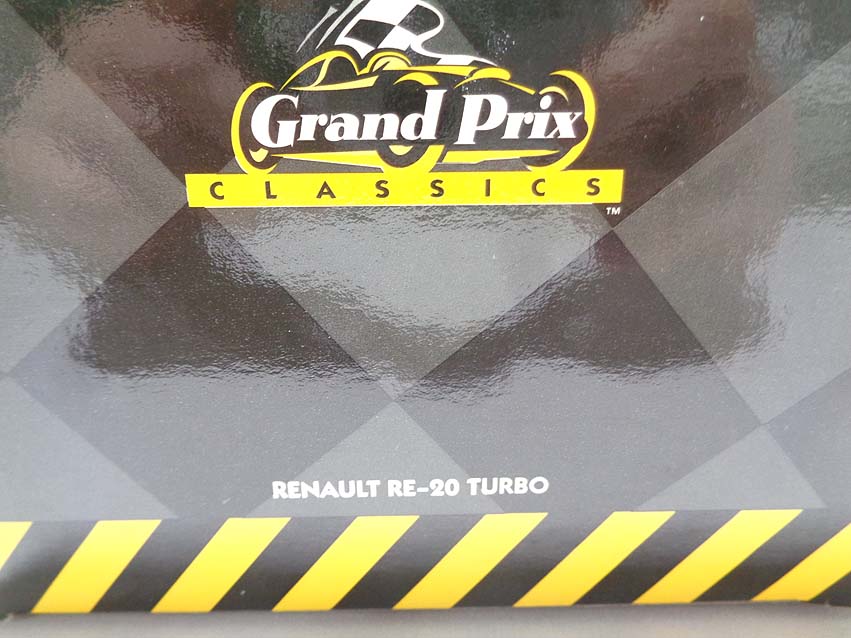 Grand Prix
CLASSICS
TM
RENAULT RE-20 TURBO